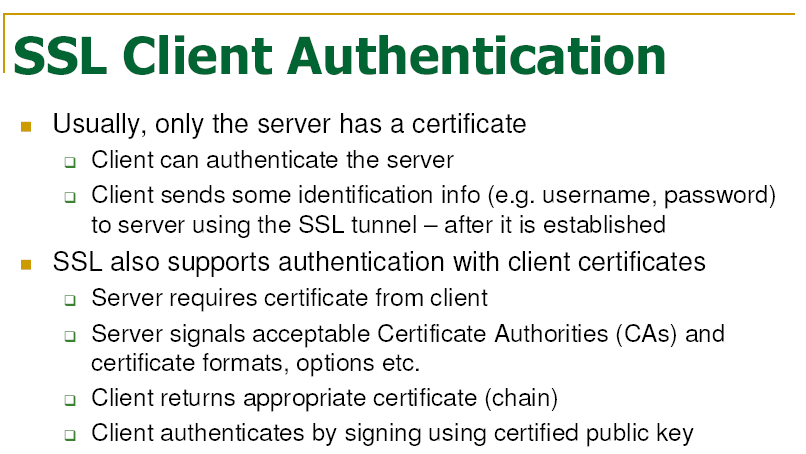 SSL Client Authentication
Usually, only the server has a certificate
Client can authenticate the server
Client sends some identification info (e.g. username, password)
to server using the SSL tunnel – after it is established
SSL also supports authentication with client certificates
Server requires certificate from client
Server signals acceptable Certificate Authorities (CAs) and
certificate formats, options etc.
Client returns appropriate certificate (chain)
Client authenticates by signing using certified public key